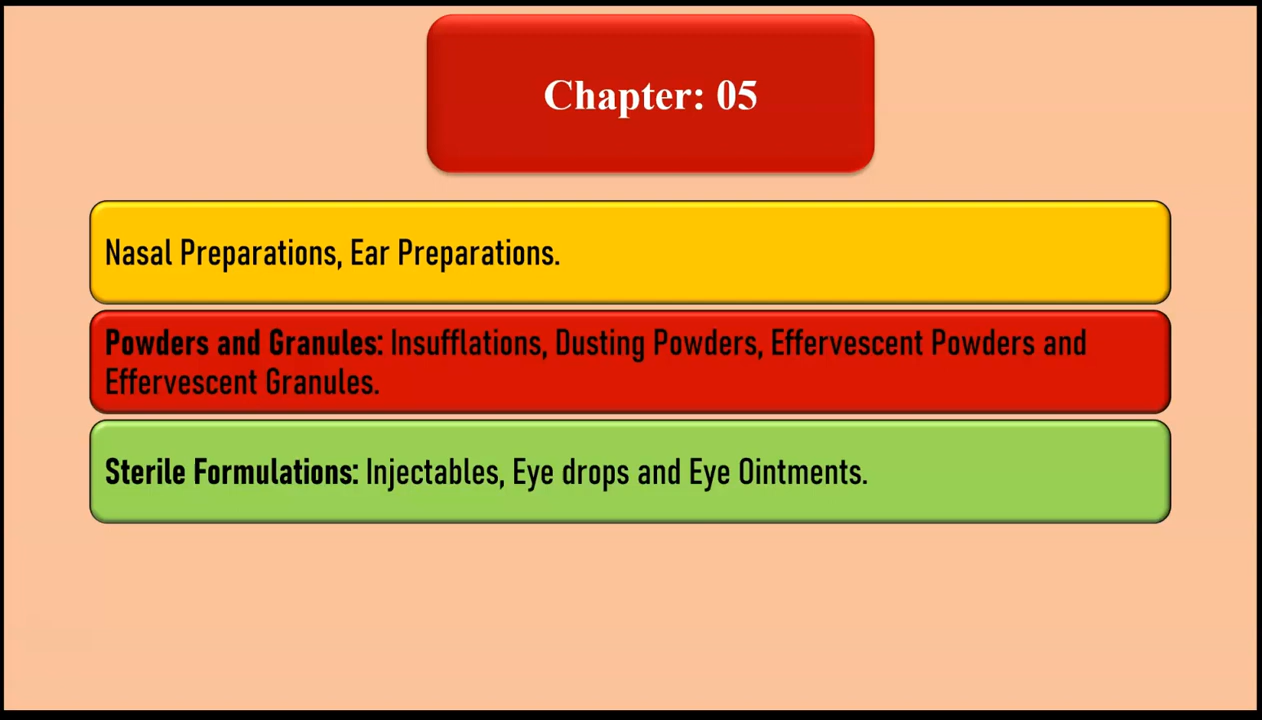 Chapter: 05
Nasal Preparations, Ear Preparations.
Powders and Granules: Insufflations, Dusting Powders, Effervescent Powders and
Effervescent Granules.
Sterile Formulations: Injectables, Eye drops and Eye Ointments.